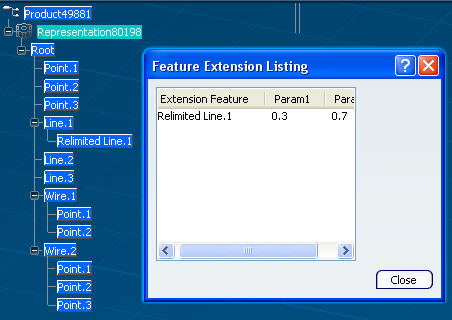 Product49881
Representation80198
Root
Point.1
Point.2
Point.3
Line.1
Relimited Line.1
Line.2
Line.3
Wire.1
Point.1
Point.2
Wire.2
Point.1
Point.2
Point.3
Feature Extension Listing
Extension Feature Param1 Para
Relimited Line.1 0.3 0.7
Close